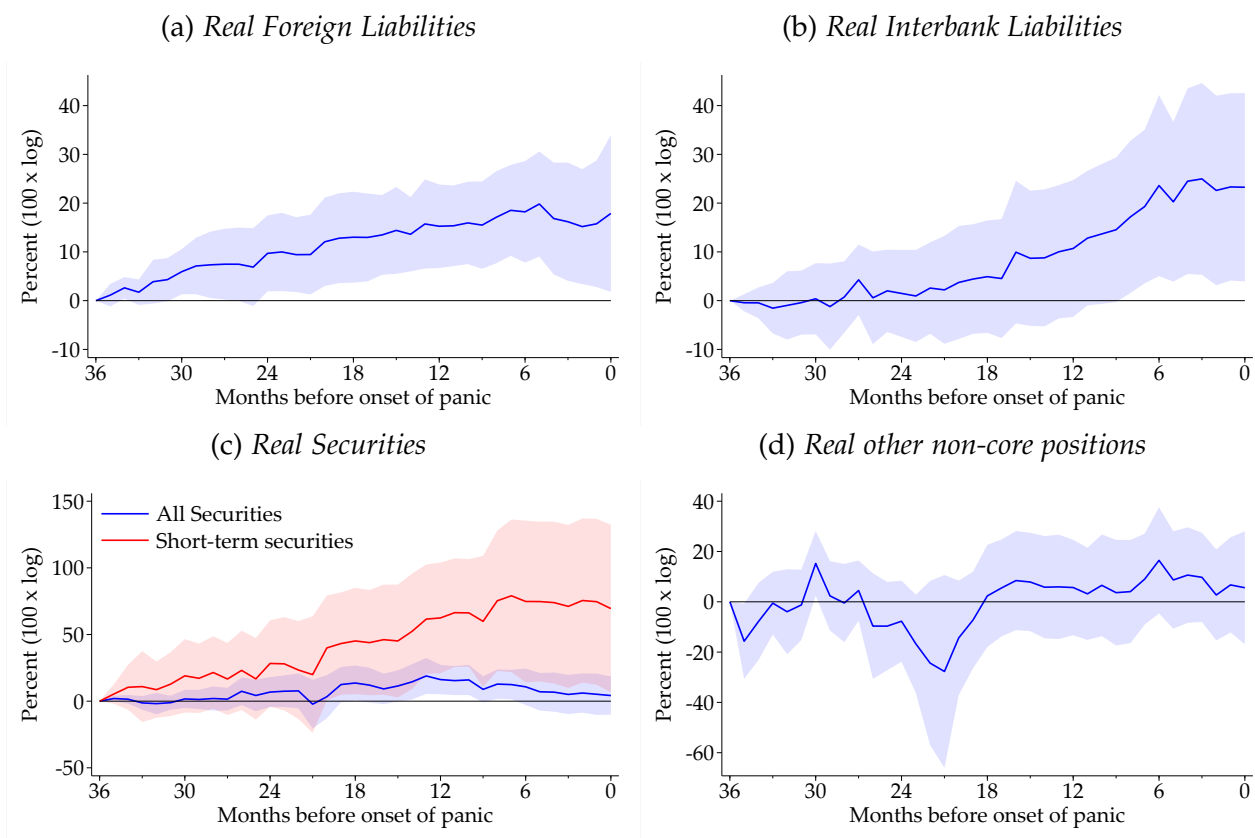 (a) Real Foreign Liabilities
Percent (100 x log)
40
30
20
10
0
-10
36 30 24 18 12 6 0
Months before onset of panic
(b) Real Interbank Liabilities
Percent (100 x log)
40
30
20
10
0
-10
36 30 24 18 12 6 0
Months before onset of panic
(c) Real Securities
Percent (100 x log)
150
100
50
0
-50
All Securities
Short-term securities
36 30 24 18 12 6 0
Months before onset of panic
(d) Real other non-core positions
Percent (100 x log)
40
20
0
-20
-40
-60
36 30 24 18 12 6 0
Months before onset of panic